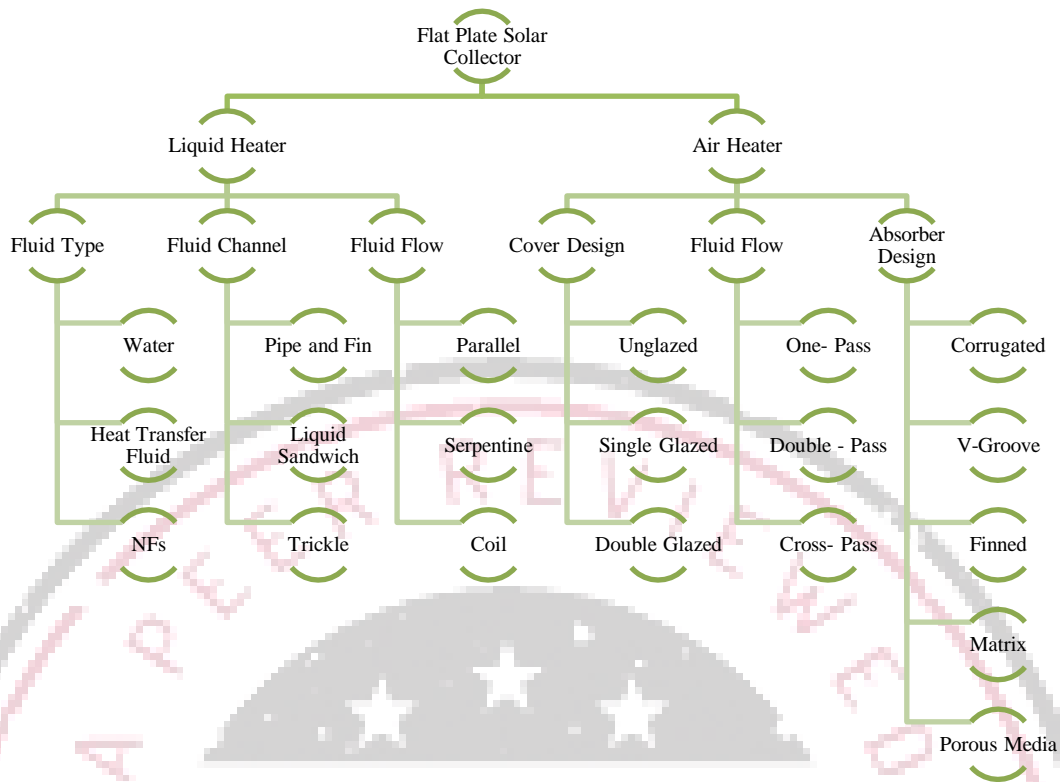 Flat Plate Solar
Collector
Liquid Heater
Air Heater
Fluid Type
Fluid Channel
Fluid Flow
Cover Design
Fluid Flow
Absorber
Design
Water
Pipe and Fin
Parallel
Unglazed
One- Pass
Corrugated
Heat Transfer
Fluid
Liquid
Sandwich
Serpentine
Single Glazed
Double - Pass
V-Groove
NFs
Trickle
Coil
Double Glazed
Cross- Pass
Finned
Matrix
Porous Media
A PEER REVIEWED